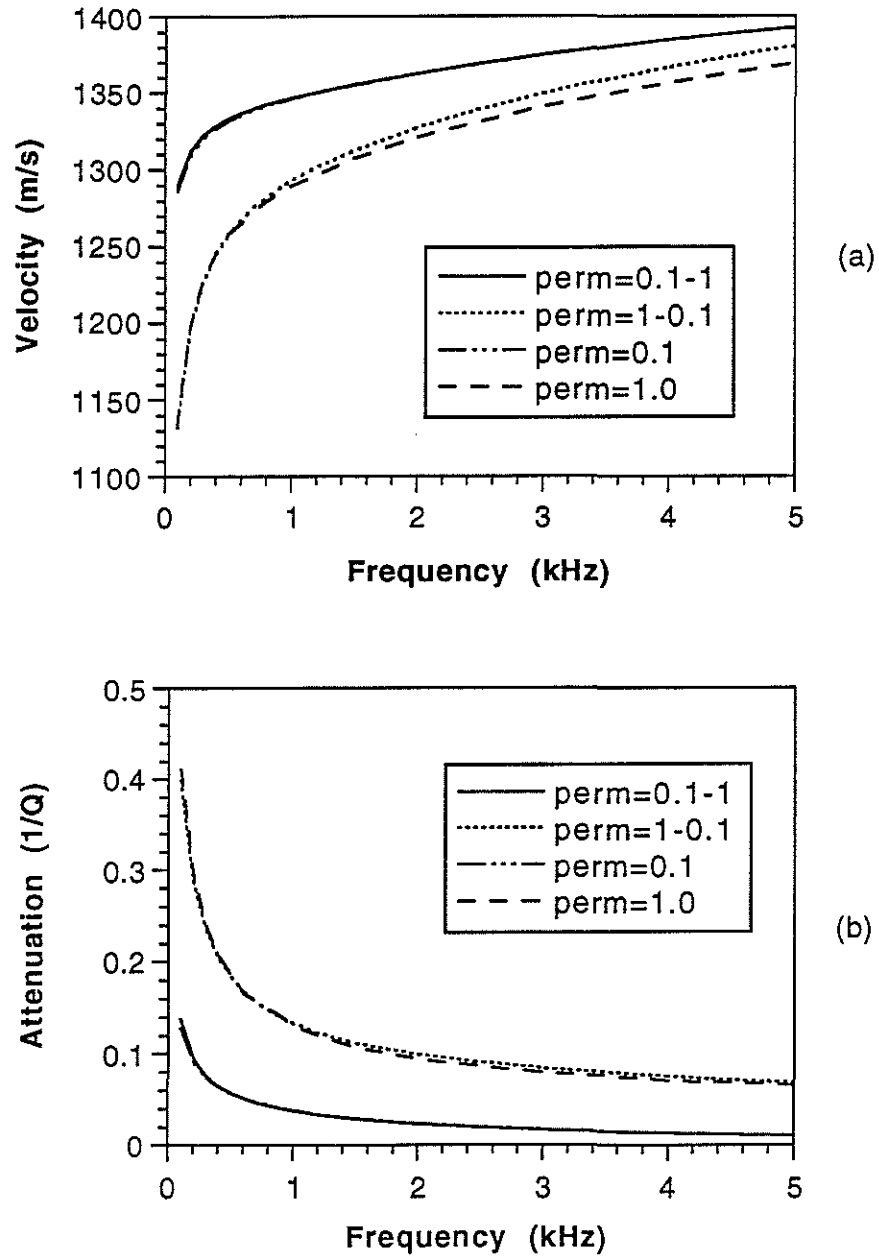 1400
1350
1300
1250
1200
1150
1100
Velocity (m/s)
perm=0.1-1
perm=1-0.1
perm=0.1
perm=1.0
(a)
0 1 2 3 4 5
Frequency (kHz)
0.5
0.4
0.3
0.2
0.1
0
Attenuation (1/Q)
perm=0.1-1
perm=1-0.1
perm=0.1
perm=1.0
(b)
0 1 2 3 4 5
Frequency (kHz)